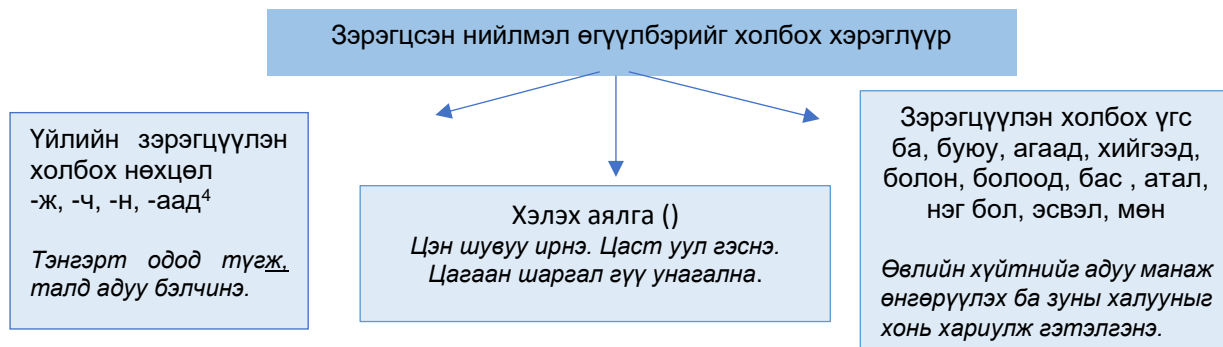 Зэрэгцсэн нийлмэл өгүүлбэрийг холбох хэрэглүүр
Үйлийн зэрэгцүүлэн
холбох нөхцөл
-ж, -ч, -н, -аад⁴
Тэнгэрт одод түгж,
талд адуу бэлчинэ.
Хэлэх аялга ()
Цэн шувуу ирнэ. Цаст уул гэснэ.
Цагаан шаргал гүү унагална.
Зэрэгцүүлэн холбох үгс
ба, буюу, агаад, хийгээд,
болон, болоод, бас , атал,
нэг бол, эсвэл, мөн
Өвлийн хүйтнийг адуу манаж
өнгөрүүлэх ба зуны халууныг
хонь хариулж гэтэлгэнэ.